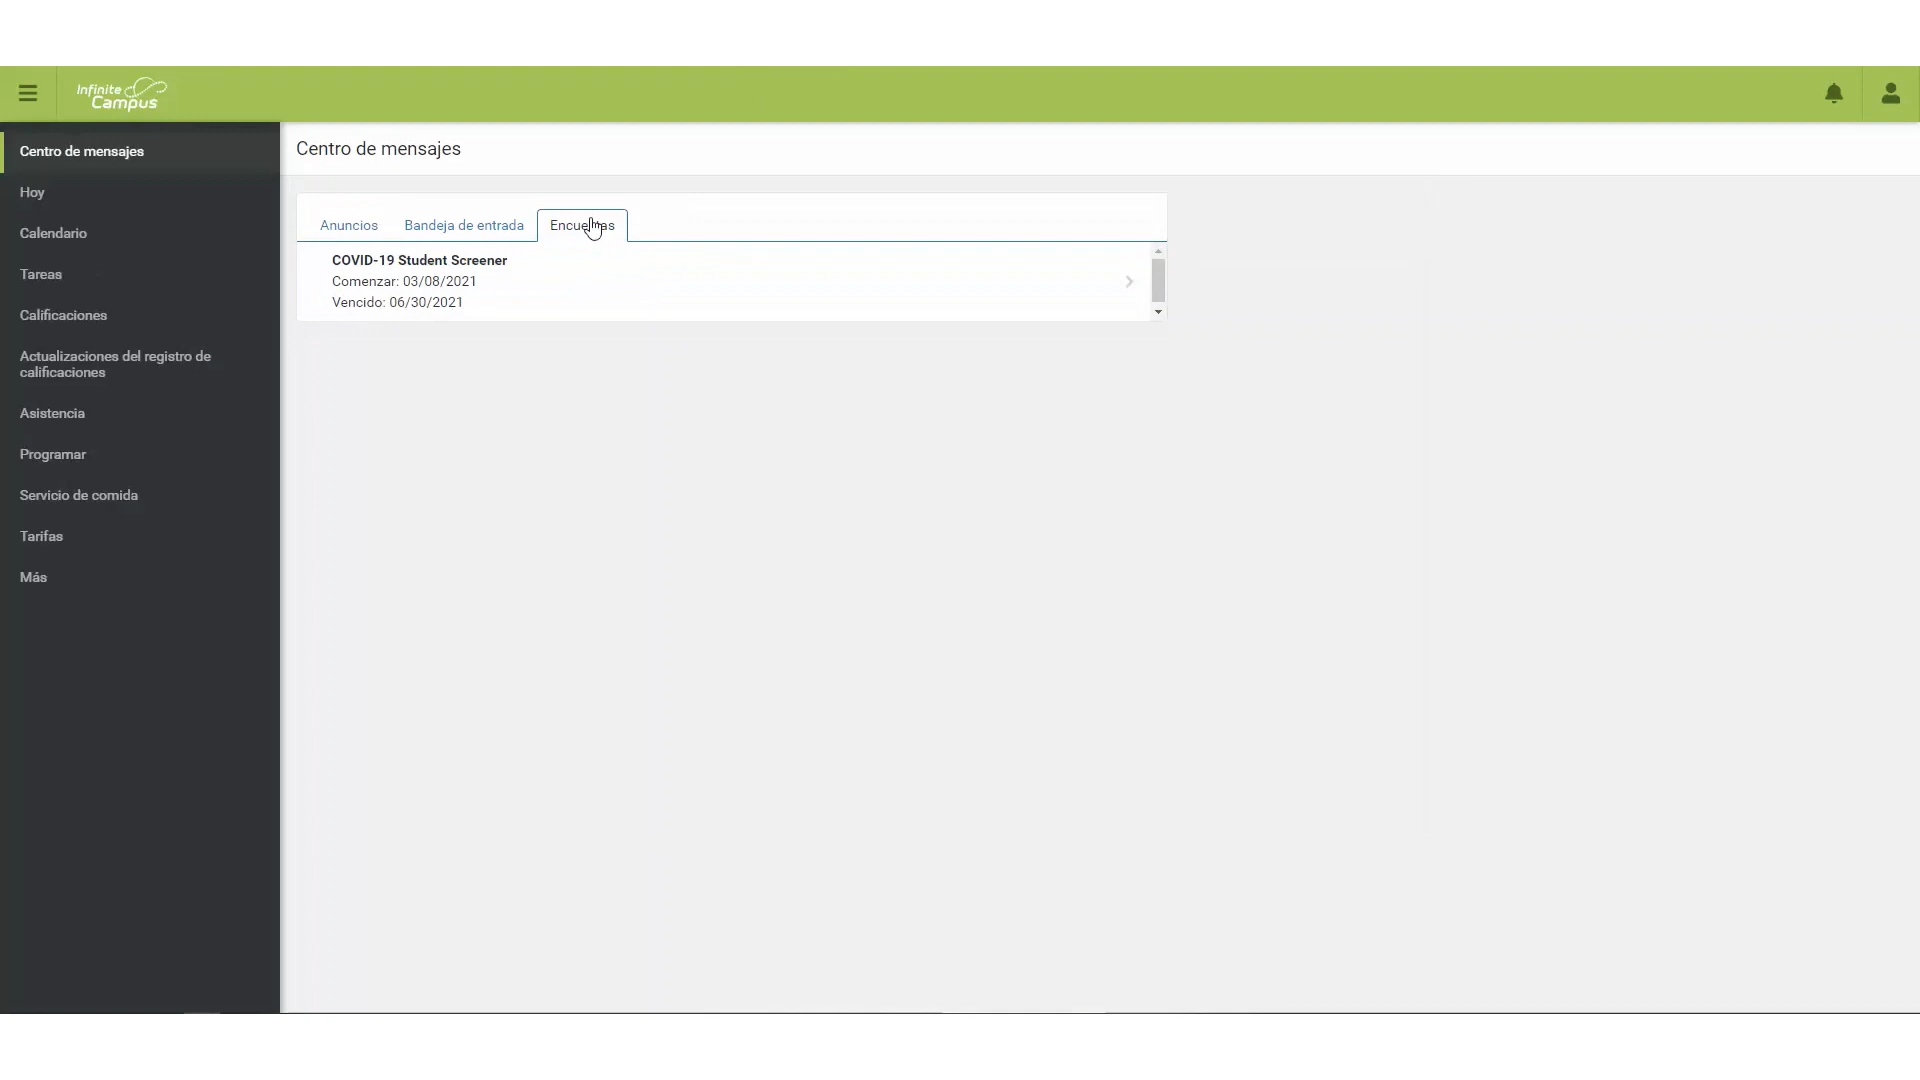 Infinite
Campus
Centro de mensajes
Hoy
Calendario
Tareas
Calificaciones
Actualizaciones del registro de
calificaciones
Asistencia
Programar
Servicio de comida
Tarifas
Más
Centro de mensajes
Anuncios
Bandeja de entrada
Encuestas
COVID-19 Student Screener
Comenzar: 03/08/2021
Vencido: 06/30/2021